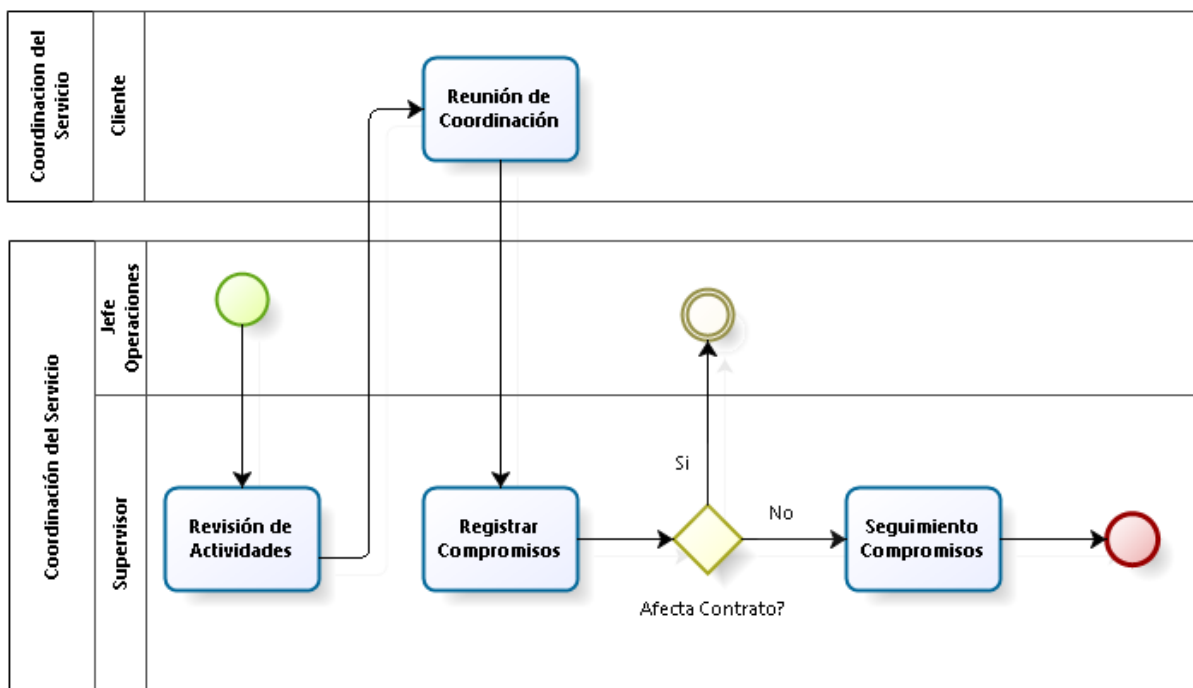 Coordinacion del
Servicio
Cliente
Reunión de
Coordinación
Coordinación del Servicio
Jefe
Operaciones
Supervisor
Revisión de
Actividades
Registrar
Compromisos
Si
Afecta Contrato?
No
Seguimiento
Compromisos